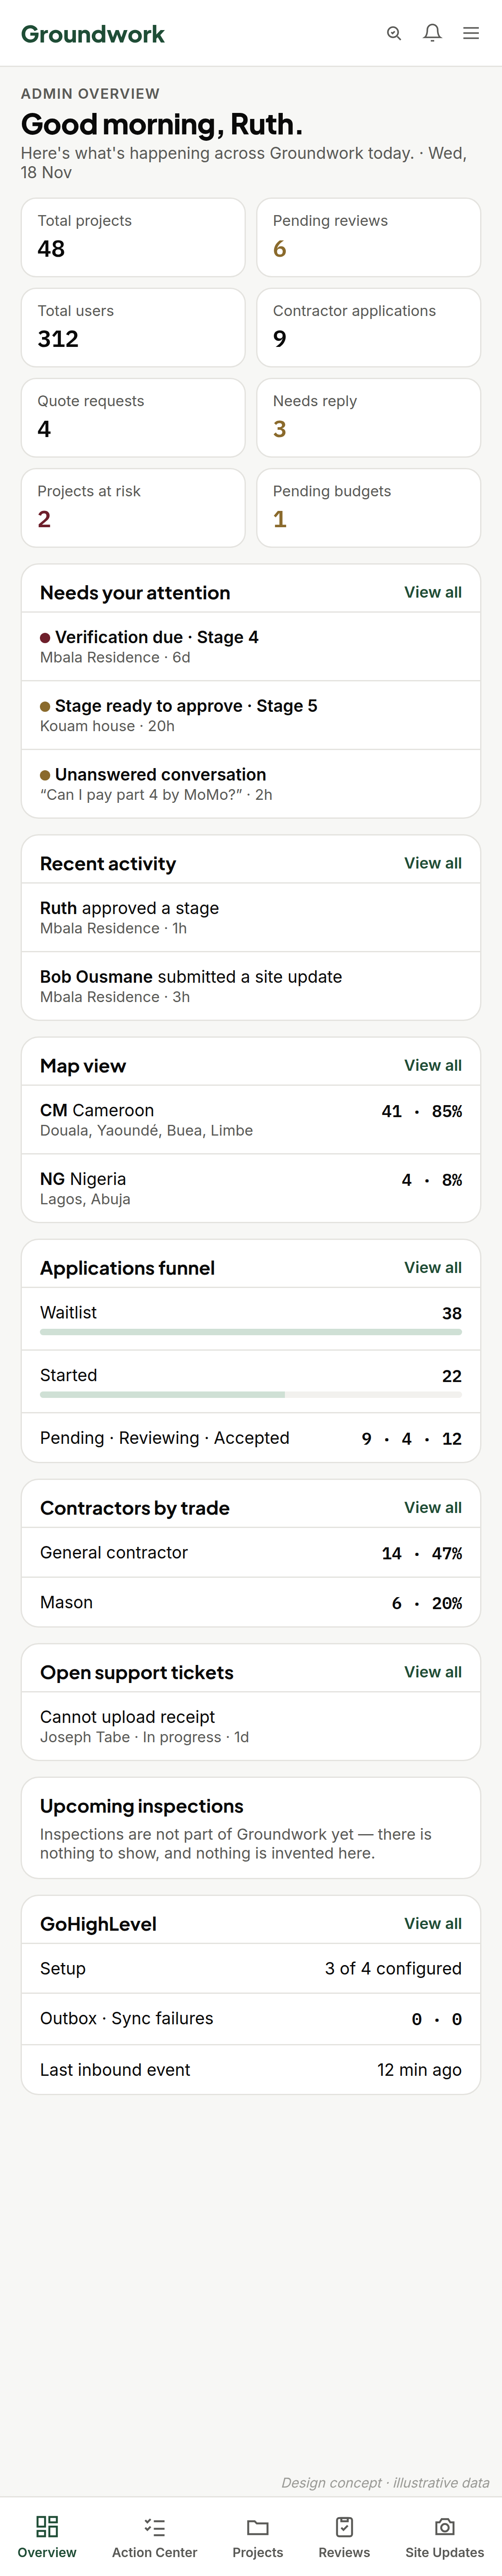 Groundwork
ADMIN OVERVIEW
Good morning, Ruth.
Here's what's happening across Groundwork today. · Wed,
18 Nov
Total projects
48
Pending reviews
6
Total users
312
Contractor applications
9
Quote requests
4
Needs reply
3
Projects at risk
2
Pending budgets
1
Needs your attention
View all
Verification due · Stage 4
Mbala Residence · 6d
Stage ready to approve · Stage 5
Kouam house · 20h
Unanswered conversation
“Can I pay part 4 by MoMo?” · 2h
Recent activity
View all
Ruth approved a stage
Mbala Residence · 1h
Bob Ousmane submitted a site update
Mbala Residence · 3h
Map view
View all
CM Cameroon
41 · 85%
Douala, Yaoundé, Buea, Limbe
NG Nigeria
4 · 8%
Lagos, Abuja
Applications funnel
View all
Waitlist
38
Started
22
Pending · Reviewing · Accepted
9 · 4 · 12
Contractors by trade
View all
General contractor
14 · 47%
Mason
6 · 20%
Open support tickets
View all
Cannot upload receipt
Joseph Tabe · In progress · 1d
Upcoming inspections
Inspections are not part of Groundwork yet — there is
nothing to show, and nothing is invented here.
GoHighLevel
View all
Setup
3 of 4 configured
Outbox · Sync failures
0 · 0
Last inbound event
12 min ago
Design concept · illustrative data
Overview
Action Center
Projects
Reviews
Site Updates